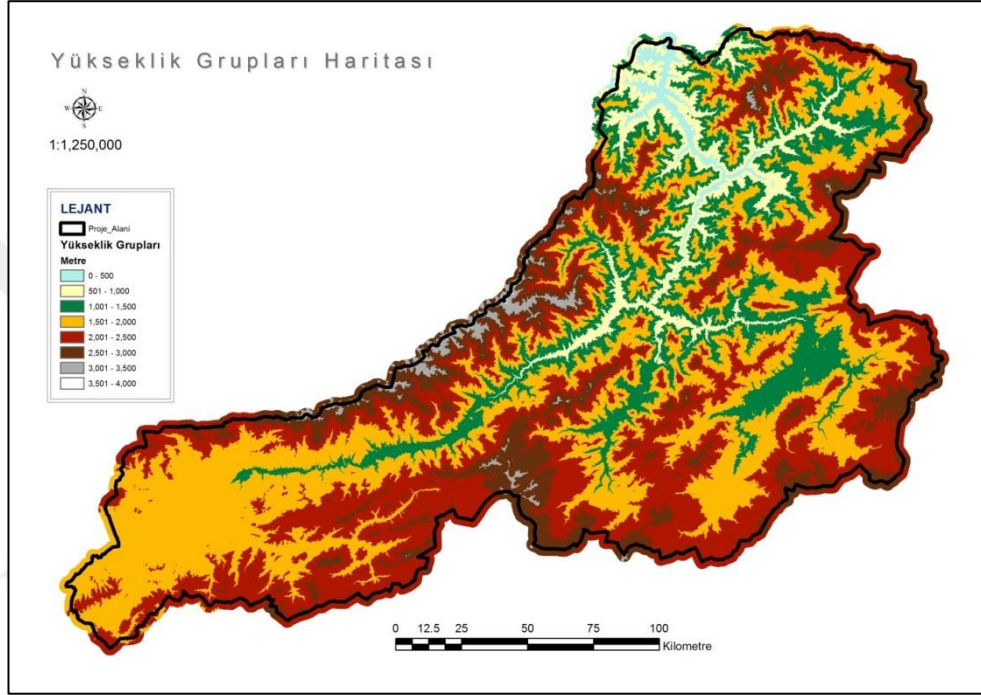 Yükseklik Grupları Haritası
N
W E
S
1:1,250,000
LEJANT
Proje_Alani
Yükseklik Grupları
Metre
0 - 500
501 - 1,000
1,001 - 1,500
1,501 - 2,000
2,001 - 2,500
2,501 - 3,000
3,001 - 3,500
3,501 - 4,000
0 12.5 25 50 75 100
Kilometre